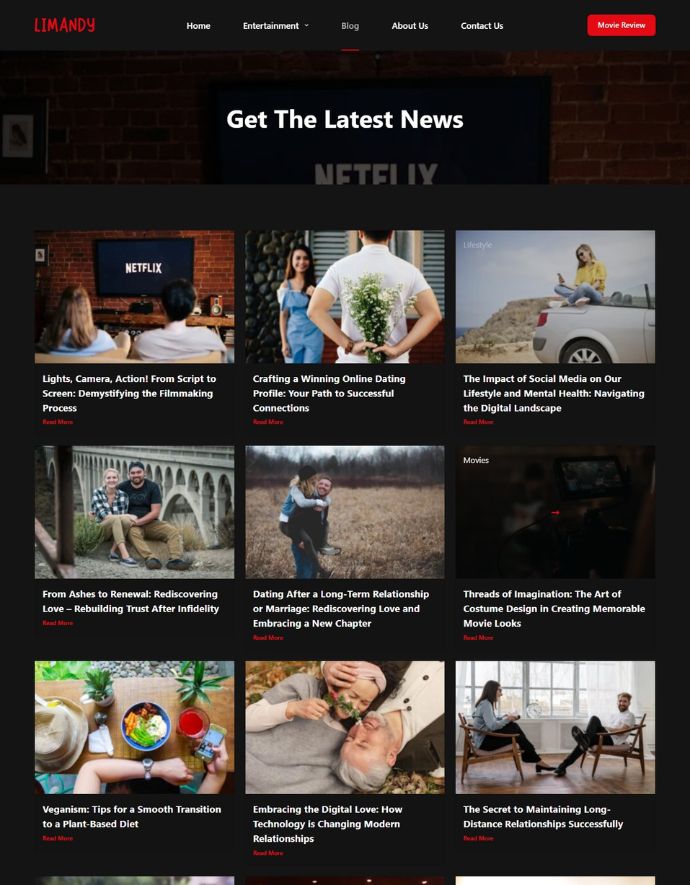 LIMANDY
Home
Entertainment
Blog
About Us
Contact Us
Movie Review
Get The Latest News
NETFLIX
NETFLIX
Lifestyle
Lights, Camera, Action! From Script to
Screen: Demystifying the Filmmaking
Process
Read More
Crafting a Winning Online Dating
Profile: Your Path to Successful
Connections
Read More
The Impact of Social Media on Our
Lifestyle and Mental Health: Navigating
the Digital Landscape
Read More
Movies
From Ashes to Renewal: Rediscovering
Love – Rebuilding Trust After Infidelity
Read More
Dating After a Long-Term Relationship
or Marriage: Rediscovering Love and
Embracing a New Chapter
Read More
Threads of Imagination: The Art of
Costume Design in Creating Memorable
Movie Looks
Read More
Veganism: Tips for a Smooth Transition
to a Plant-Based Diet
Read More
Embracing the Digital Love: How
Technology is Changing Modern
Relationships
Read More
The Secret to Maintaining Long-
Distance Relationships Successfully
Read More